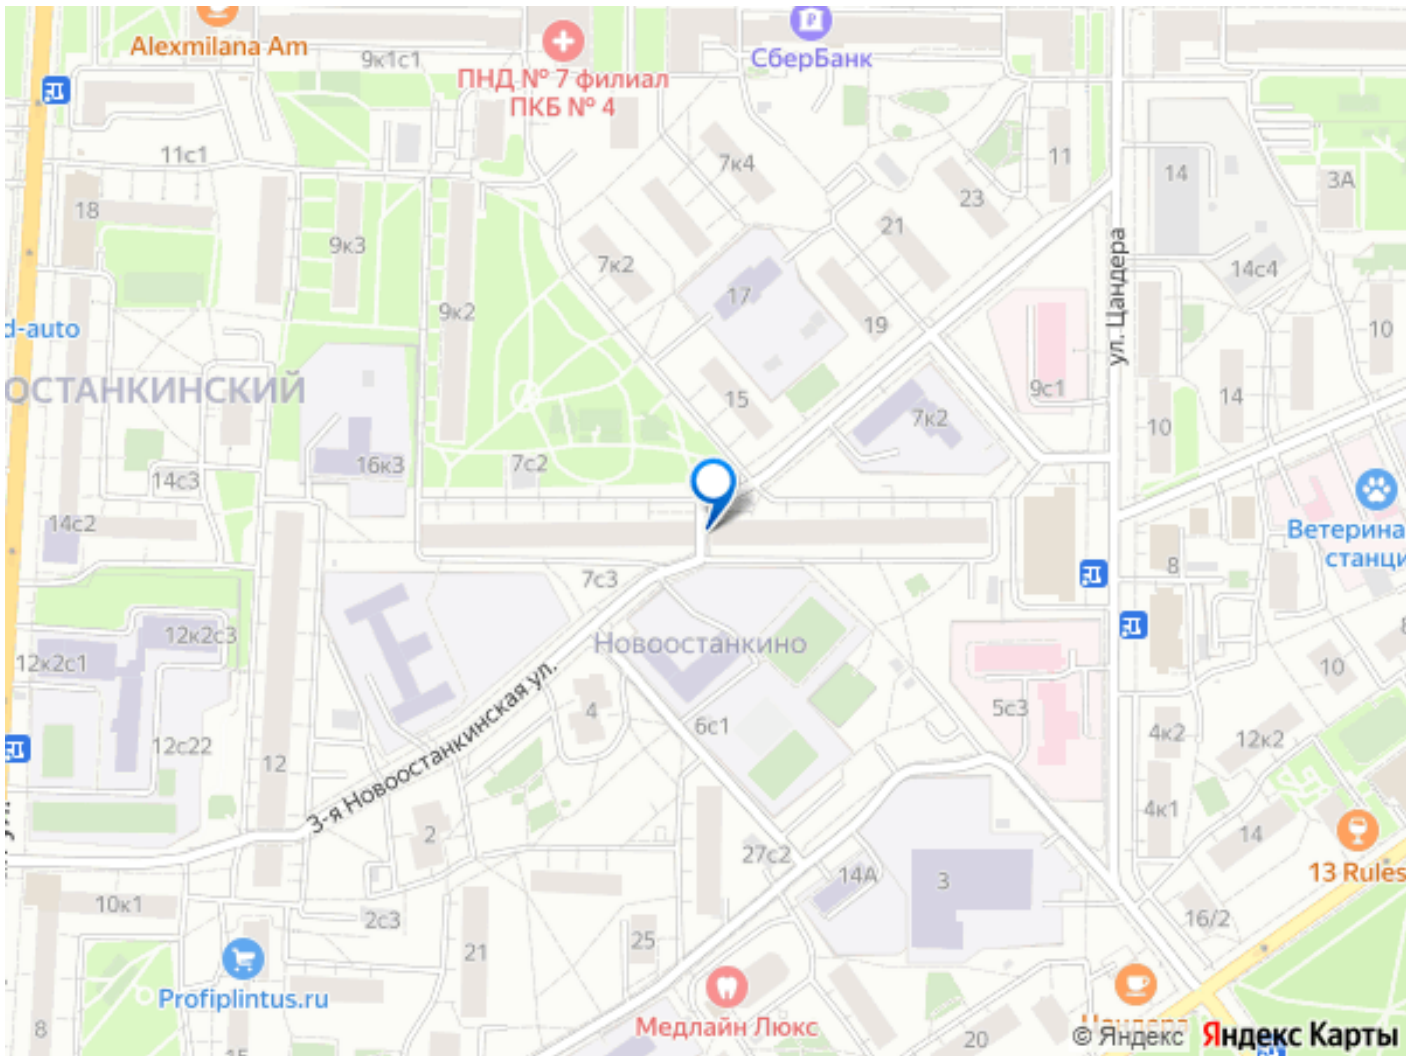 Alexmilana Am
9к1с1
ПНД № 7 филиал
ПКБ № 4
СберБанк
11с1
7к4
11
14
3А
18
23
21
9к3
7к2
ул. Цандера
14с4
17
9к2
19
10
d-auto
ОСТАНКИНСКИЙ
15
9с1
14
7к2
10
16к3
7с2
14с3
14с2
Ветерина
станци
7с3
8
12к2с3
Новоостанкино
12к2с1
10
3-я Новоостанкинская ул.
4
6с1
5с3
4к2
12к2
12с22
12
4к1
2
14
27с2
14А
3
13 Rules
10к1
2с3
16/2
21
25
Profiplintus.ru
Медлайн Люкс
8
20
© Яндекс Яндекс Карты